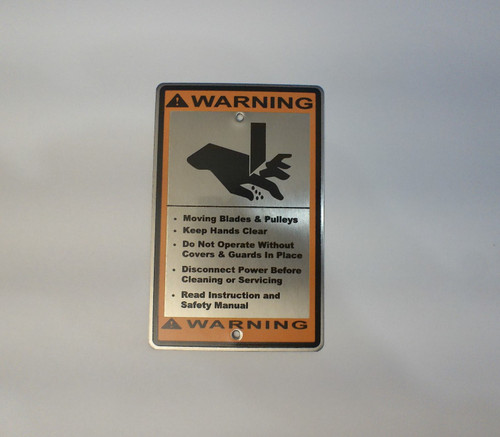 WARNING
• Moving Blades & Pulleys
• Keep Hands Clear
• Do Not Operate Without
Covers & Guards In Place
• Disconnect Power Before
Cleaning or Servicing
• Read Instruction and
Safety Manual
WARNING